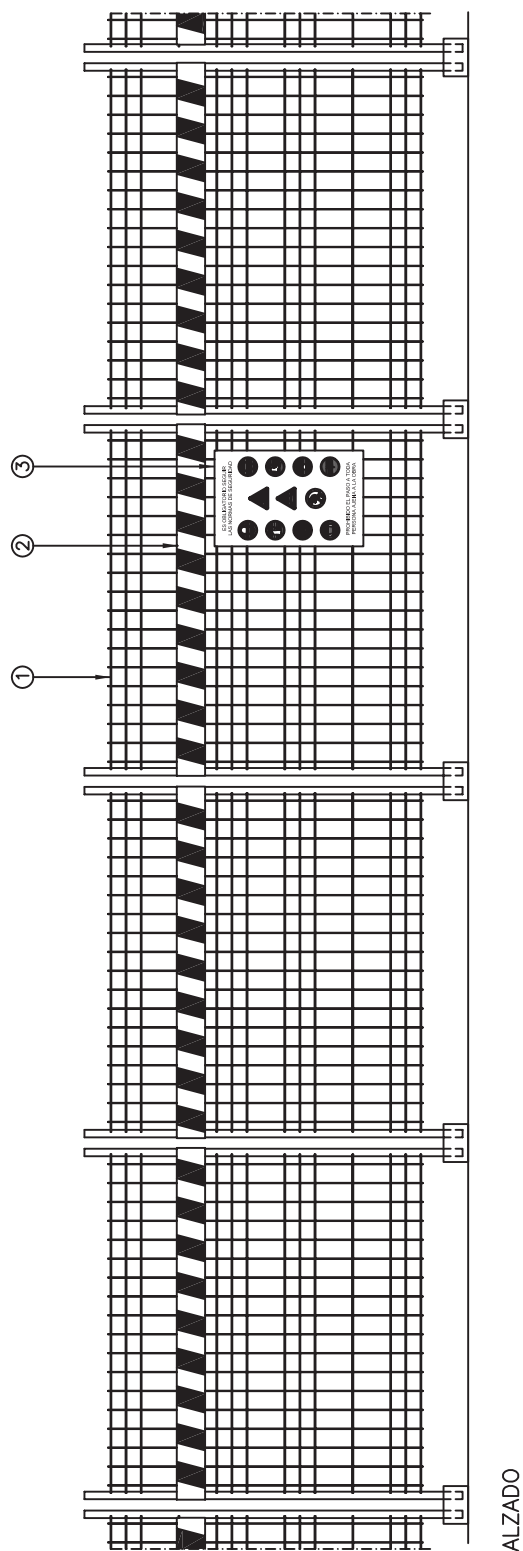 1
2
3
ES OBLIGATORIO SEGUIR
LAS NORMAS DE SEGURIDAD
PROHIBIDO EL PASO A TODA
PERSONA AJENA A LA OBRA
ALZADO